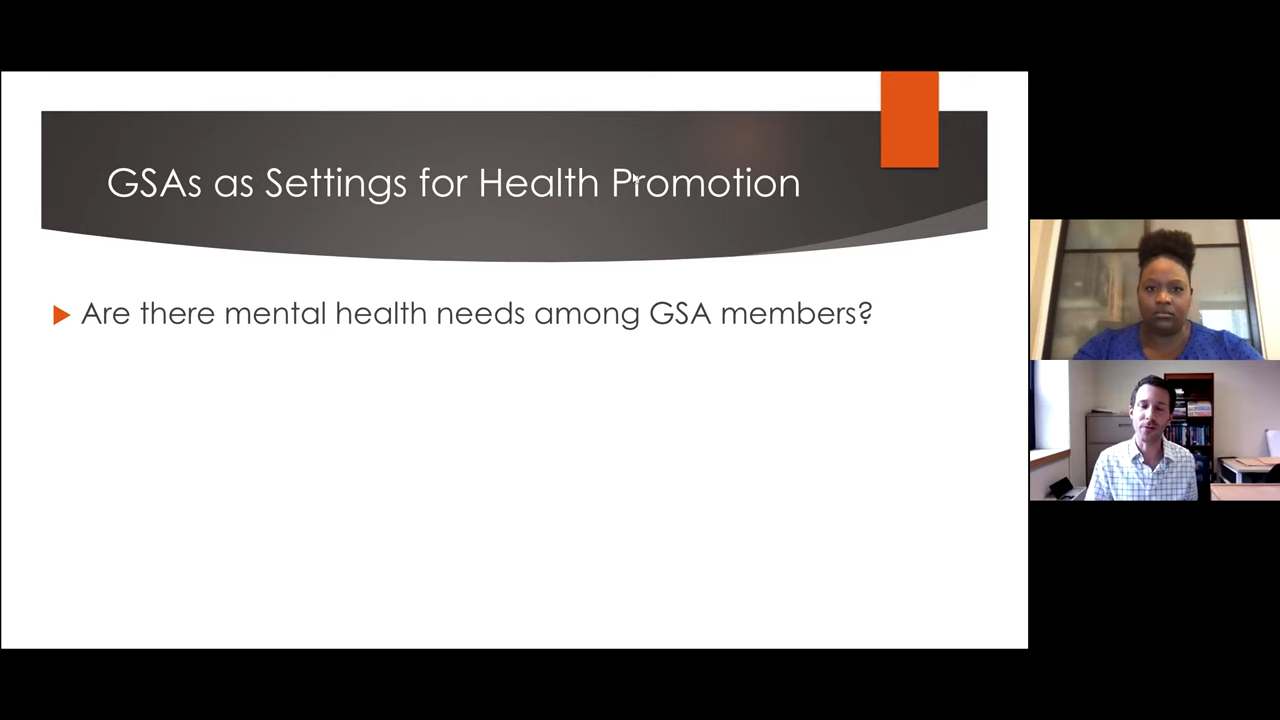 GSAs as Settings for Health Promotion
Are there mental health needs among GSA members?